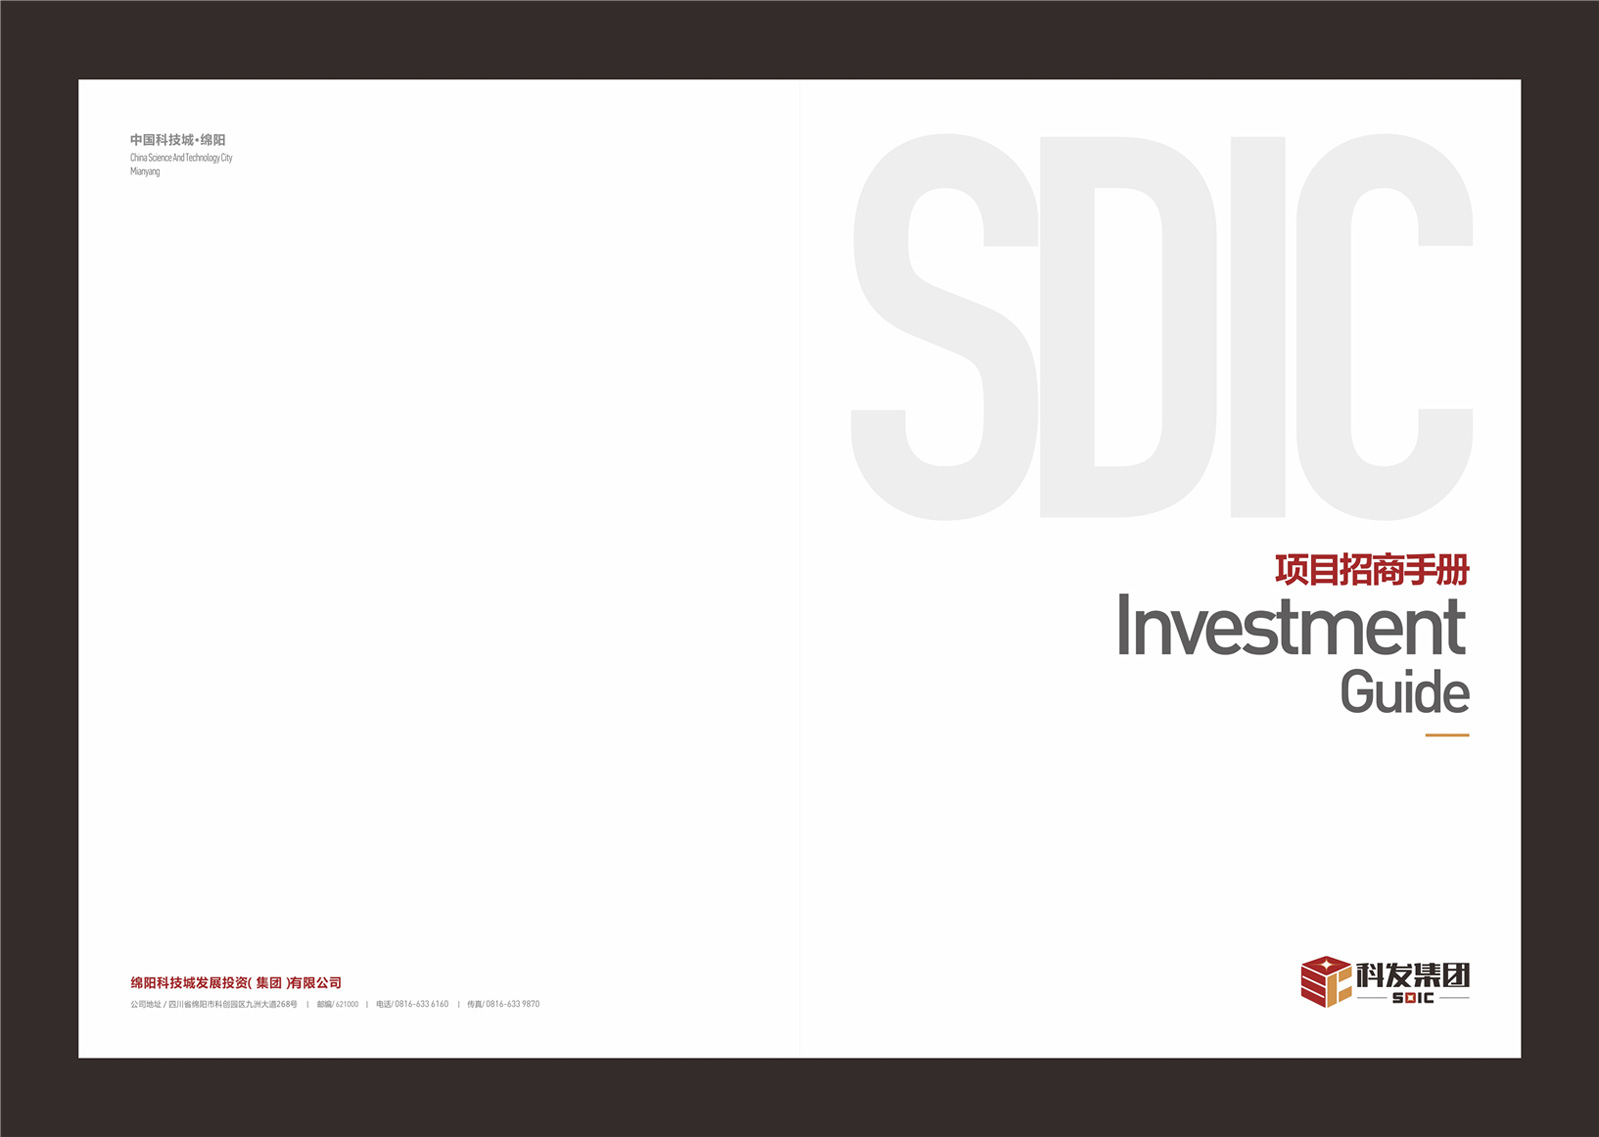 中国科技城·绵阳
China Science And Technology City
Mianyang
绵阳科技城发展投资(集团)有限公司
公司地址/四川省绵阳市科创园区九洲大道268号 | 邮编/621000 | 电话/0816-633 6160 | 传真/0816-633 9870
SDIC
项目招商手册
Investment
Guide
科发集团
SDIC